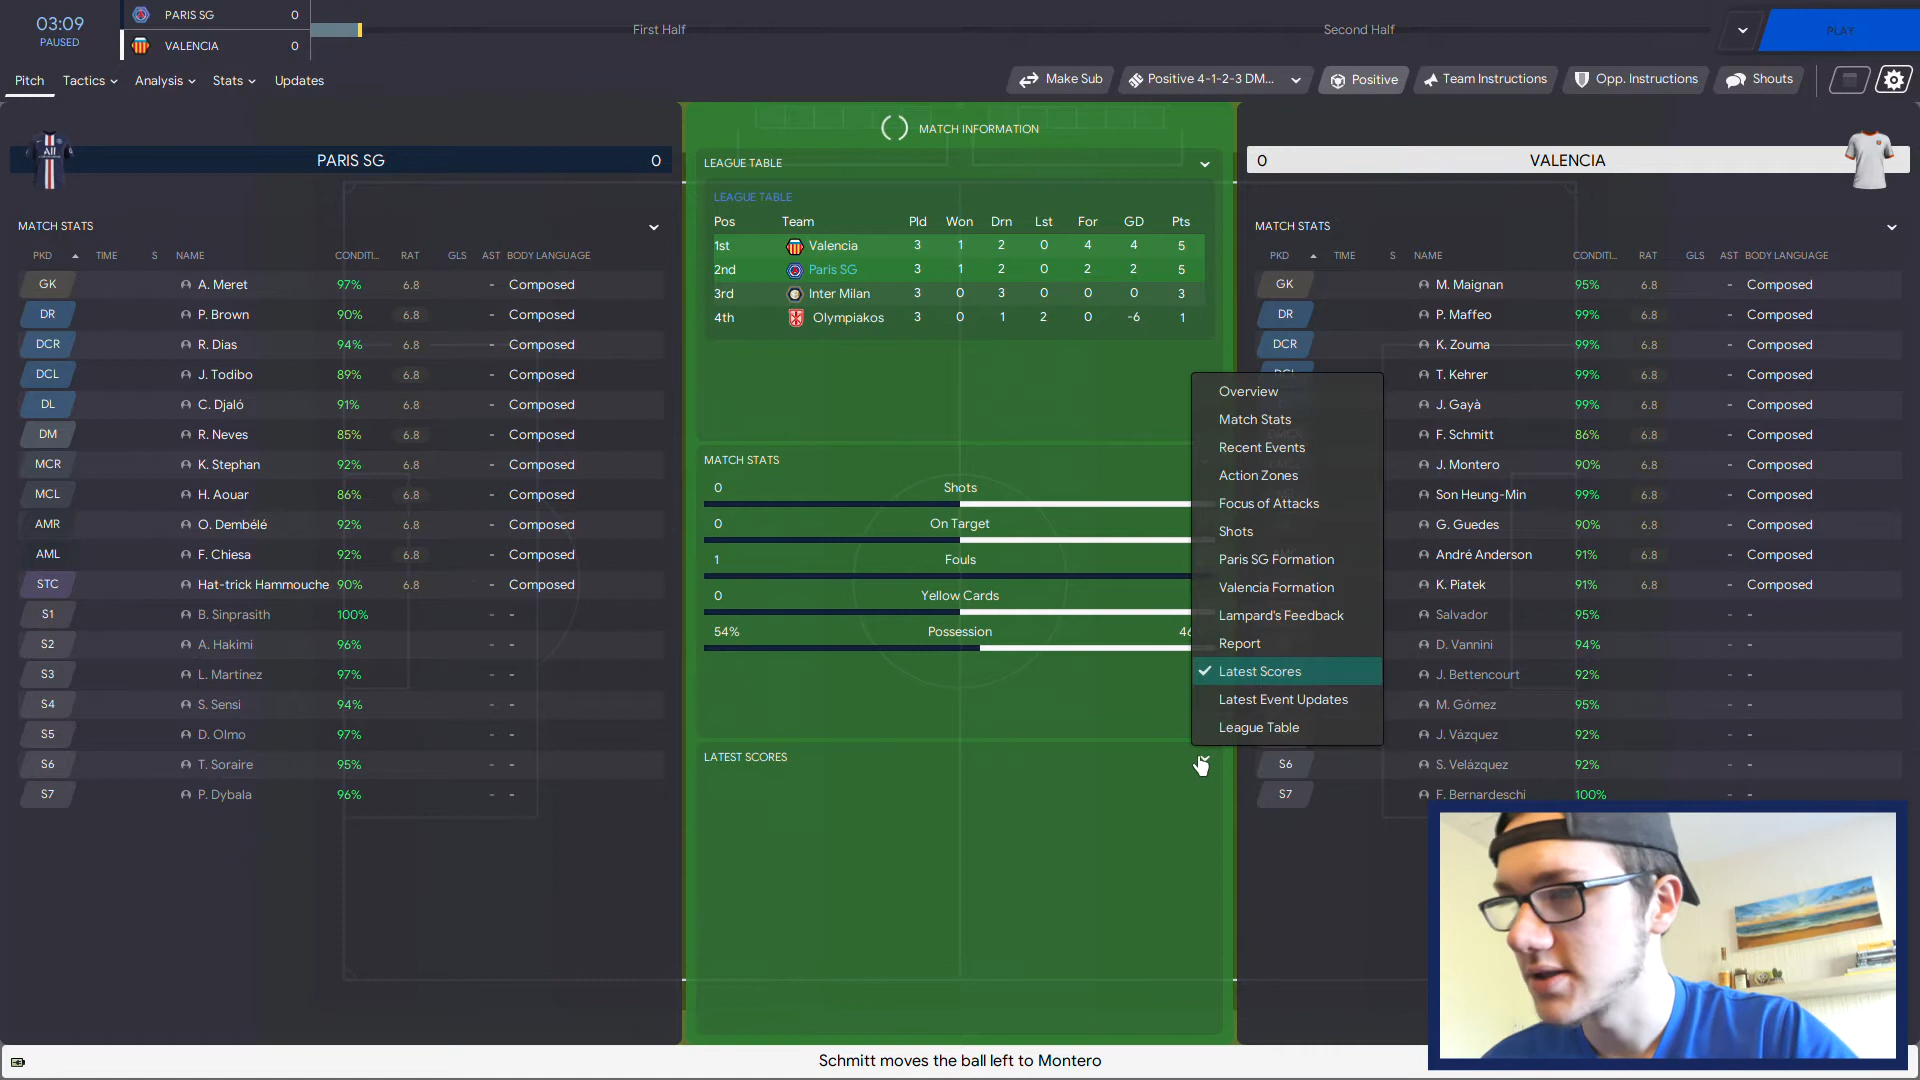 03:09
PAUSED
PARIS SG 0
VALENCIA 0
First Half
Second Half
PLAY
Pitch Tactics Analysis Stats Updates
Make Sub Positive 4-1-2-3 DM... Positive Team Instructions Opp. Instructions Shouts
PARIS SG 0
MATCH STATS
PKD TIME S NAME CONDITI... RAT GLS AST BODY LANGUAGE
GK A. Meret 97% 6.8 - Composed
DR P. Brown 90% 6.8 - Composed
DCR R. Dias 94% 6.8 - Composed
DCL J. Todibo 89% 6.8 - Composed
DL C. Djaló 91% 6.8 - Composed
DM R. Neves 85% 6.8 - Composed
MCR K. Stephan 92% 6.8 - Composed
MCL H. Aouar 86% 6.8 - Composed
AMR O. Dembélé 92% 6.8 - Composed
AML F. Chiesa 92% 6.8 - Composed
STC Hat-trick Hammouche 90% 6.8 - Composed
S1 B. Sinprasith 100% - -
S2 A. Hakimi 96% - -
S3 L. Martínez 97% - -
S4 S. Sensi 94% - -
S5 D. Olmo 97% - -
S6 T. Soraire 95% - -
S7 P. Dybala 96% - -
MATCH INFORMATION
LEAGUE TABLE
LEAGUE TABLE
Pos Team Pld Won Drn Lst For GD Pts
1st Valencia 3 1 2 0 4 4 5
2nd Paris SG 3 1 2 0 2 2 5
3rd Inter Milan 3 0 3 0 0 0 3
4th Olympiakos 3 0 1 2 0 -6 1
MATCH STATS
0 Shots
0 On Target
1 Fouls
0 Yellow Cards
54% Possession 46
LATEST SCORES
Overview
Match Stats
Recent Events
Action Zones
Focus of Attacks
Shots
Paris SG Formation
Valencia Formation
Lampard's Feedback
Report
Latest Scores
Latest Event Updates
League Table
0 VALENCIA
MATCH STATS
PKD TIME S NAME CONDITI... RAT GLS AST BODY LANGUAGE
GK M. Maignan 95% 6.8 - Composed
DR P. Maffeo 99% 6.8 - Composed
DCR K. Zouma 99% 6.8 - Composed
T. Kehrer 99% 6.8 - Composed
J. Gayà 99% 6.8 - Composed
F. Schmitt 86% 6.8 - Composed
J. Montero 90% 6.8 - Composed
Son Heung-Min 99% 6.8 - Composed
G. Guedes 90% 6.8 - Composed
André Anderson 91% 6.8 - Composed
K. Piatek 91% 6.8 - Composed
Salvador 95% - -
D. Vannini 94% - -
J. Bettencourt 92% - -
M. Gómez 95% - -
J. Vázquez 92% - -
S6 S. Velázquez 92% - -
S7 F. Bernardeschi 100% - -
Schmitt moves the ball left to Montero